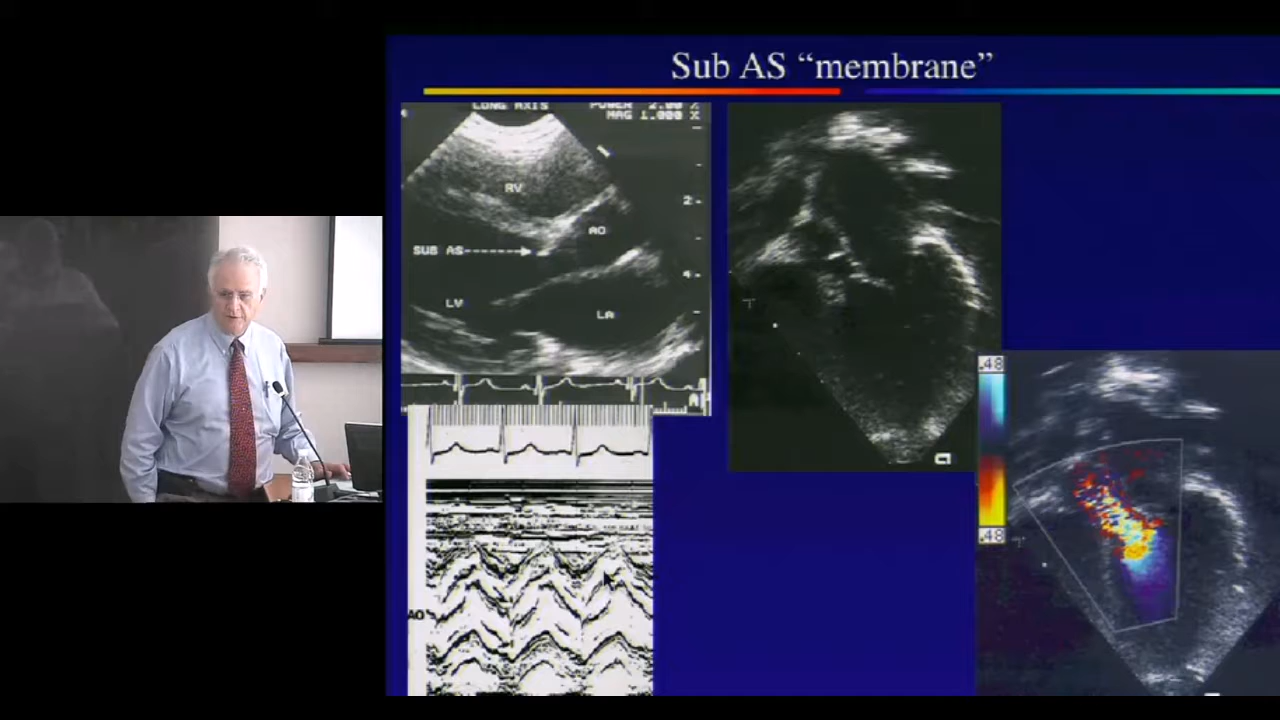 Sub AS “membrane”
LONG AXIS
POWER 2.00 %
MAG 1.000 %
RV
2
AO
SUB AS
4
LV
LA
AO
.48
.48